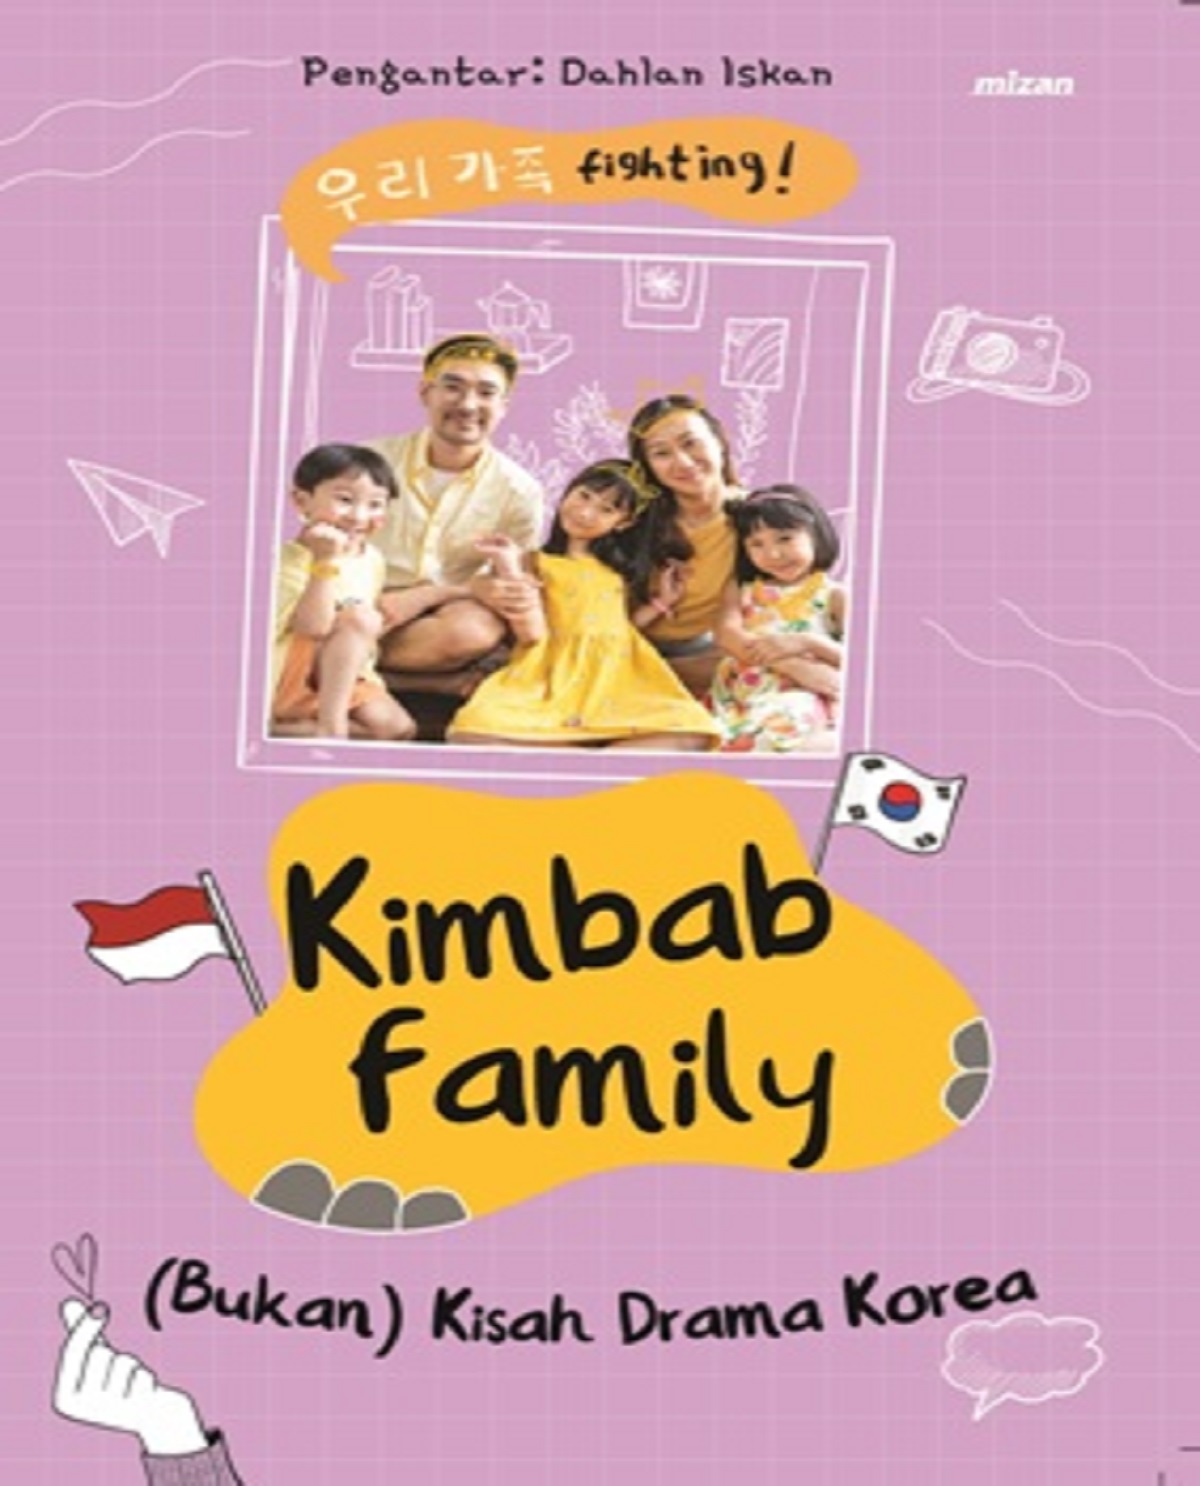 Pengantar: Dahlan Iskan
mizan
우리 가족 fighting!
Kimbab
family
(Bukan) Kisah Drama Korea